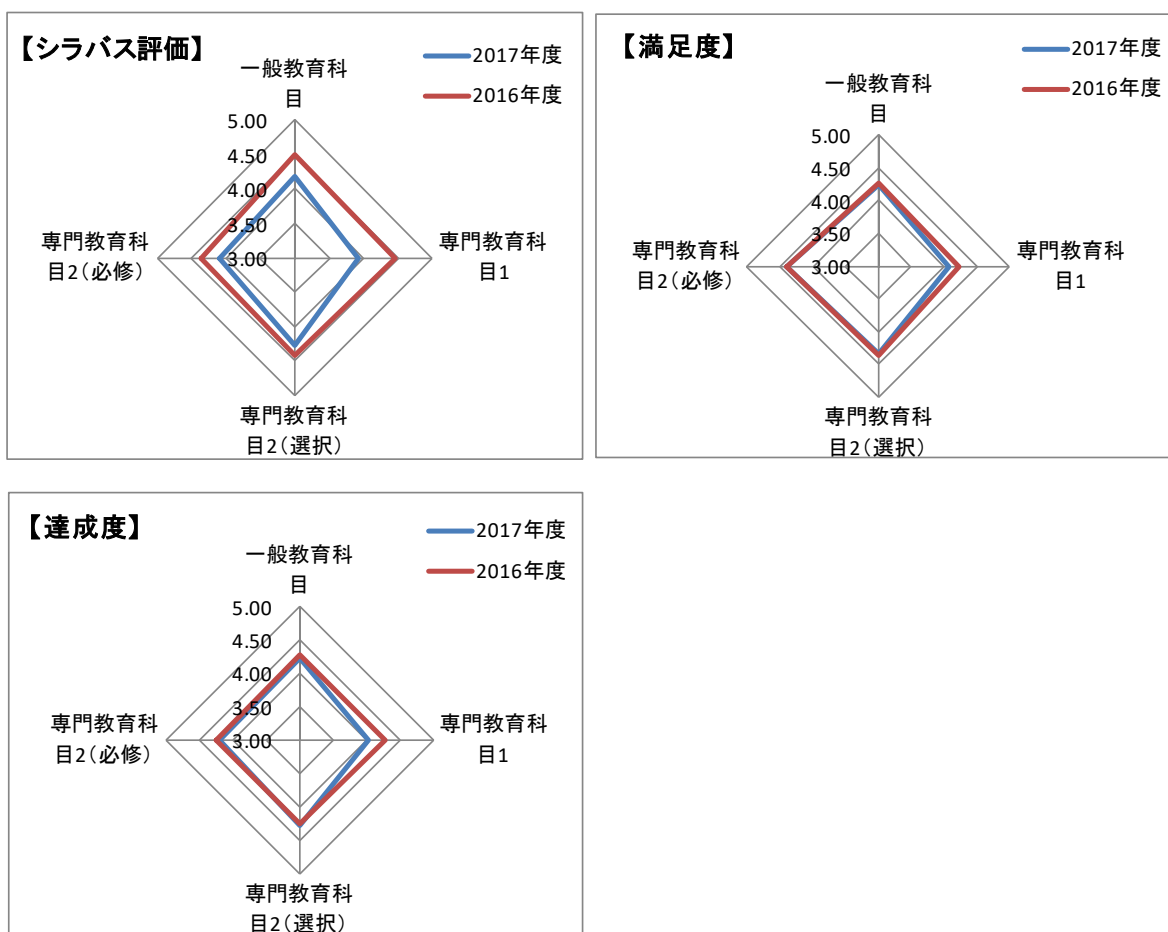 【シラバス評価】
2017年度
2016年度
一般教育科
目
5.00
4.50
4.00
3.50
3.00
専門教育科
目2(必修)
専門教育科
目1
専門教育科
目2(選択)
【満足度】
2017年度
2016年度
一般教育科
目
5.00
4.50
4.00
3.50
3.00
専門教育科
目2(必修)
専門教育科
目1
専門教育科
目2(選択)
【達成度】
2017年度
2016年度
一般教育科
目
5.00
4.50
4.00
3.50
3.00
専門教育科
目2(必修)
専門教育科
目1
専門教育科
目2(選択)